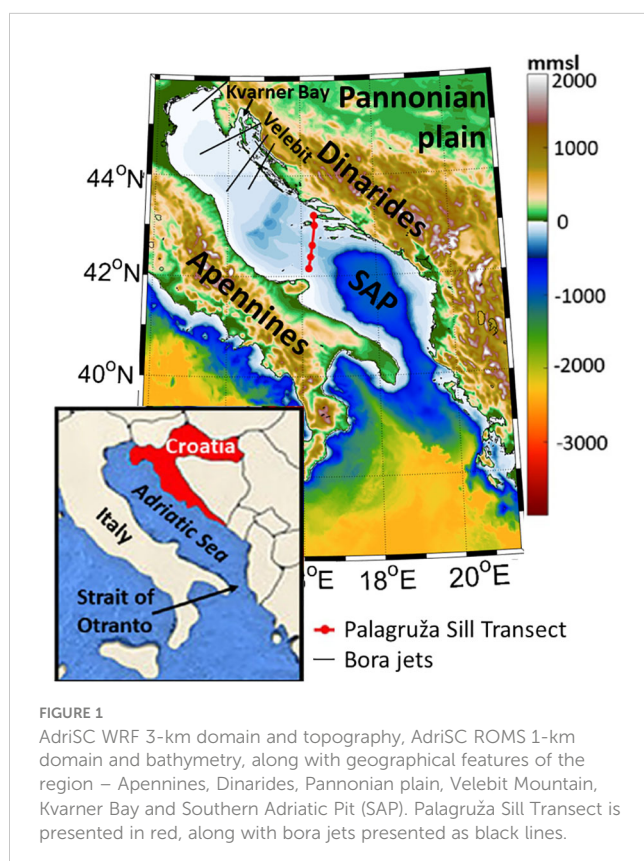 mmsl
2000
1000
0
-1000
-2000
-3000
Kvarner Bay
Velebit
Pannonian
plain
Dinarides
Apennines
SAP
44°N
42°N
40°N
°E
18°E
20°E
Croatia
Italy
Adriatic Sea
Strait of
Otranto
Palagruža Sill Transect
Bora jets
FIGURE 1
AdriSC WRF 3-km domain and topography, AdriSC ROMS 1-km
domain and bathymetry, along with geographical features of the
region – Apennines, Dinarides, Pannonian plain, Velebit Mountain,
Kvarner Bay and Southern Adriatic Pit (SAP). Palagruža Sill Transect is
presented in red, along with bora jets presented as black lines.